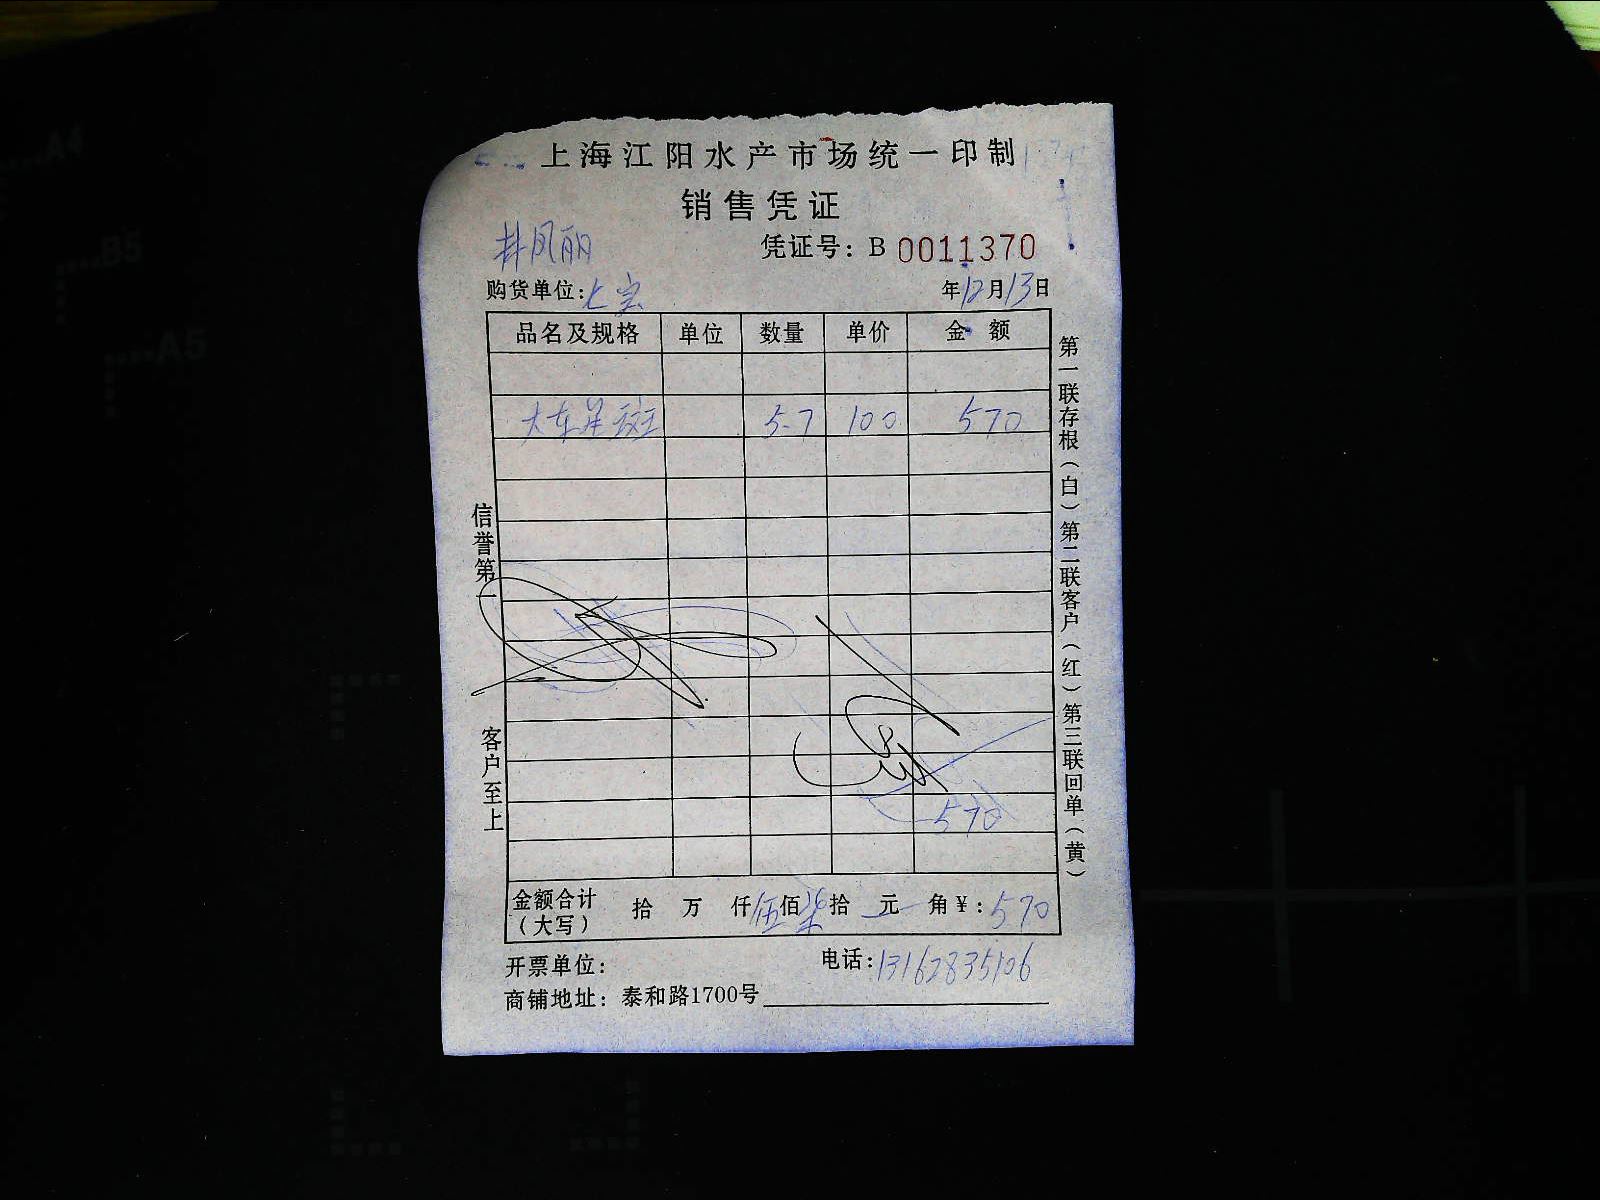 上海江阳水产市场统一印制
销售凭证
井凤丽
凭证号：B 0011370
购货单位：七宝 年12月13日
品名及规格 单位 数量 单价 金 额
大东星斑 5.7 100 570
570
金额合计（大写） 拾 万 仟伍佰柒拾 元 角￥：570
开票单位： 电话：13162835106
商铺地址：泰和路1700号
信誉第一
客户至上
第一联存根（白）第二联客户（红）第三联回单（黄）
A4
B5
A5